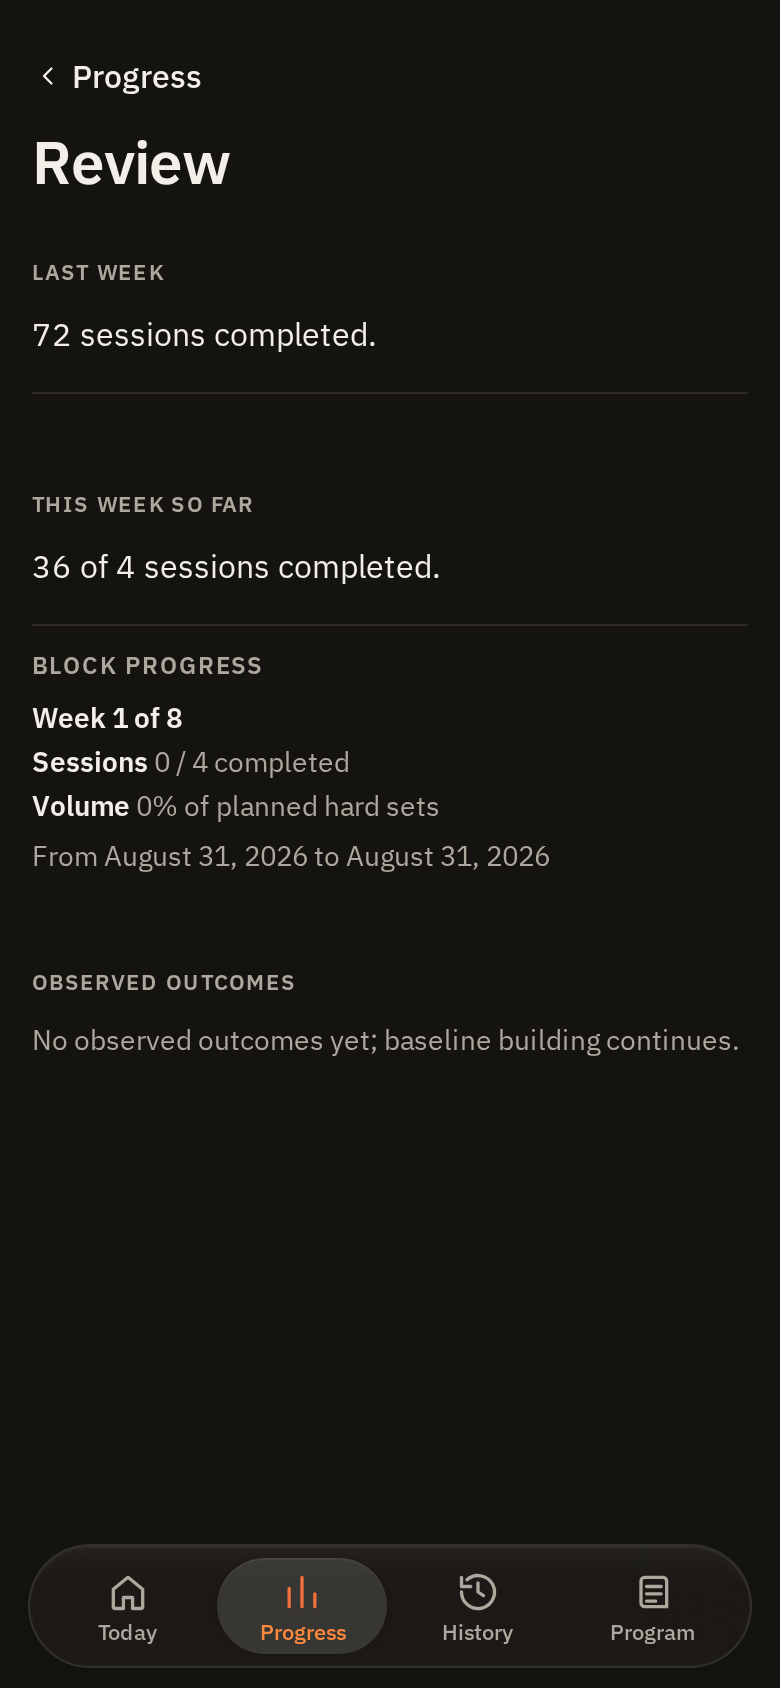 Progress
Review
LAST WEEK
72 sessions completed.
THIS WEEK SO FAR
36 of 4 sessions completed.
BLOCK PROGRESS
Week 1 of 8
Sessions 0 / 4 completed
Volume 0% of planned hard sets
From August 31, 2026 to August 31, 2026
OBSERVED OUTCOMES
No observed outcomes yet; baseline building continues.
Today Progress History Program